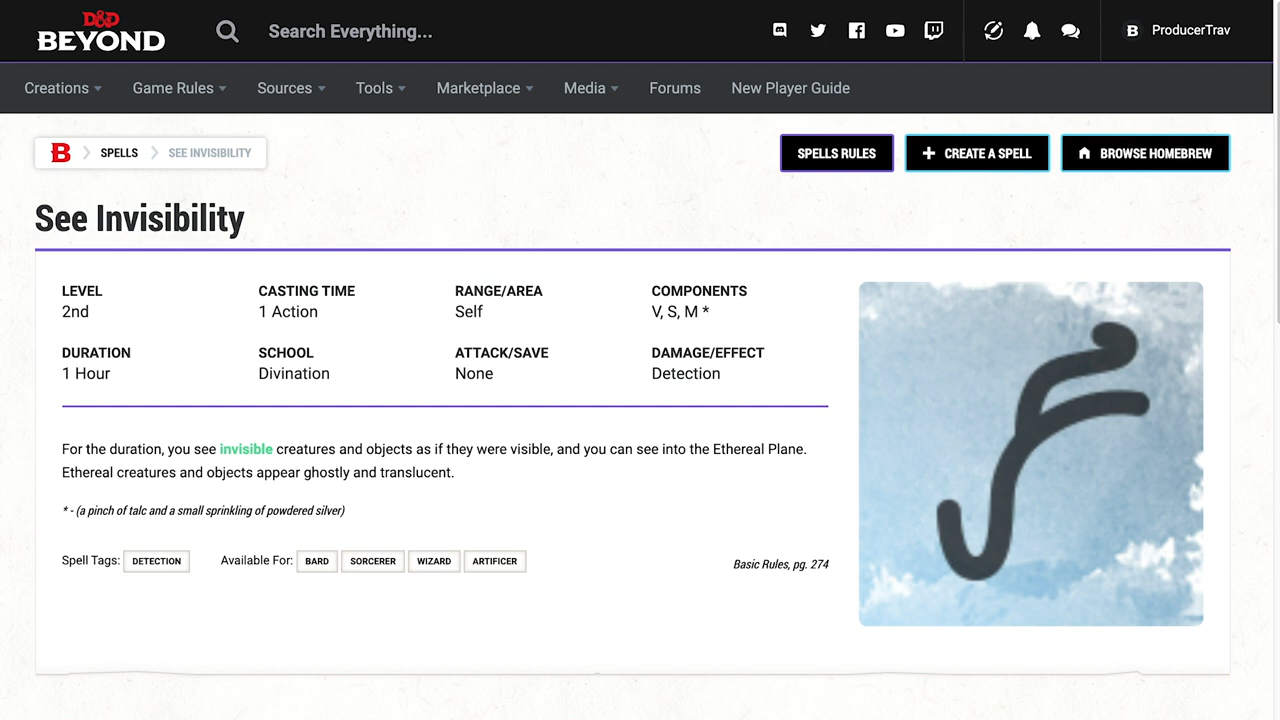 D&D
BEYOND
Search Everything...
B ProducerTrav
Creations Game Rules Sources Tools Marketplace Media Forums New Player Guide
B SPELLS SEE INVISIBILITY
SPELLS RULES + CREATE A SPELL BROWSE HOMEBREW
See Invisibility
LEVEL CASTING TIME RANGE/AREA COMPONENTS
2nd 1 Action Self V, S, M *
DURATION SCHOOL ATTACK/SAVE DAMAGE/EFFECT
1 Hour Divination None Detection
For the duration, you see invisible creatures and objects as if they were visible, and you can see into the Ethereal Plane.
Ethereal creatures and objects appear ghostly and translucent.
* - (a pinch of talc and a small sprinkling of powdered silver)
Spell Tags: DETECTION Available For: BARD SORCERER WIZARD ARTIFICER
Basic Rules, pg. 274